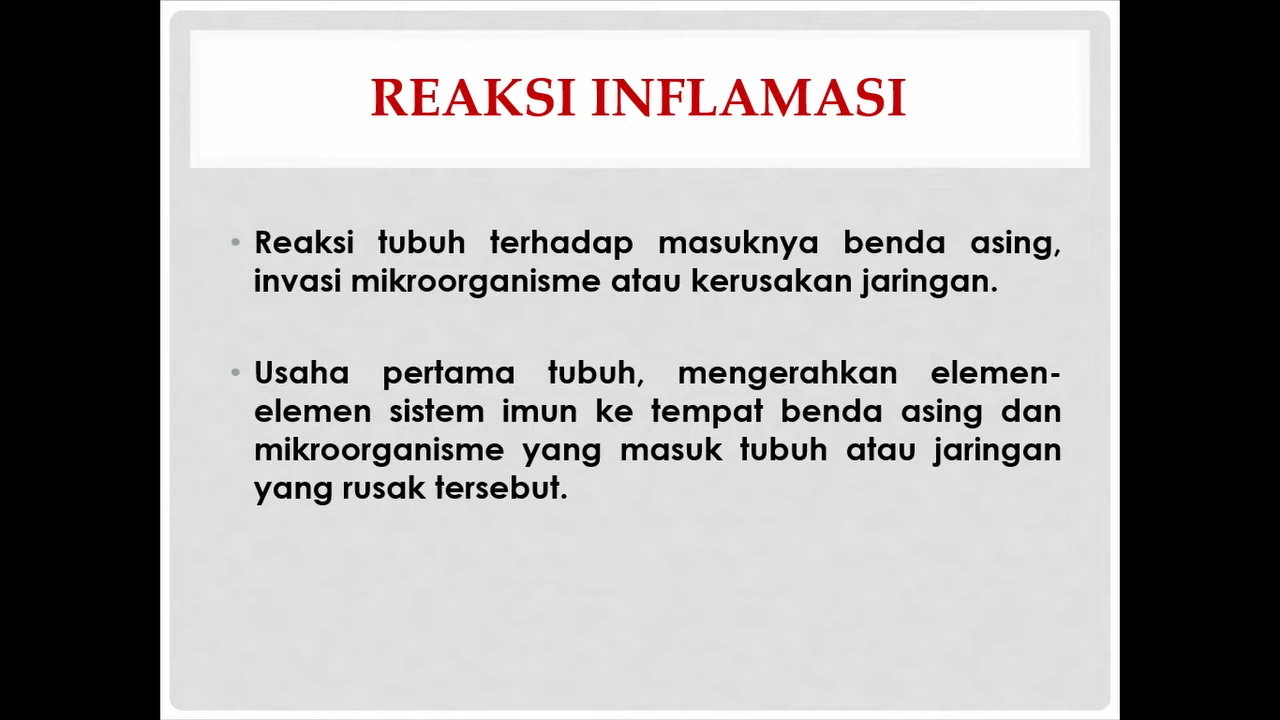 REAKSI INFLAMASI
• Reaksi tubuh terhadap masuknya benda asing,
invasi mikroorganisme atau kerusakan jaringan.
• Usaha pertama tubuh, mengerahkan elemen-
elemen sistem imun ke tempat benda asing dan
mikroorganisme yang masuk tubuh atau jaringan
yang rusak tersebut.